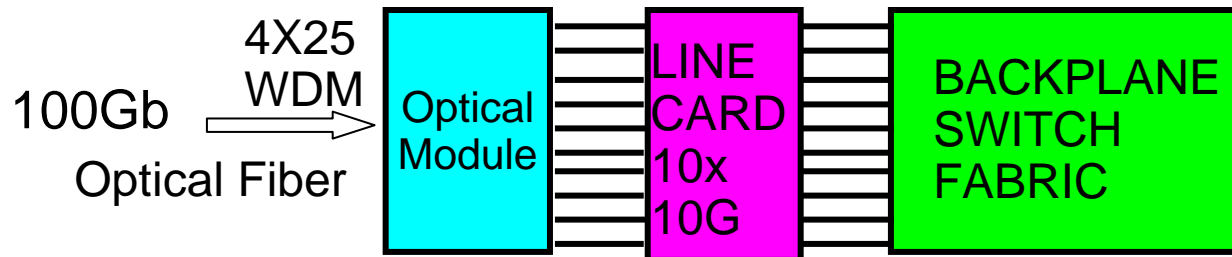 4X25
WDM
100Gb
Optical Fiber
Optical
Module
LINE
CARD
10x
10G
BACKPLANE
SWITCH
FABRIC